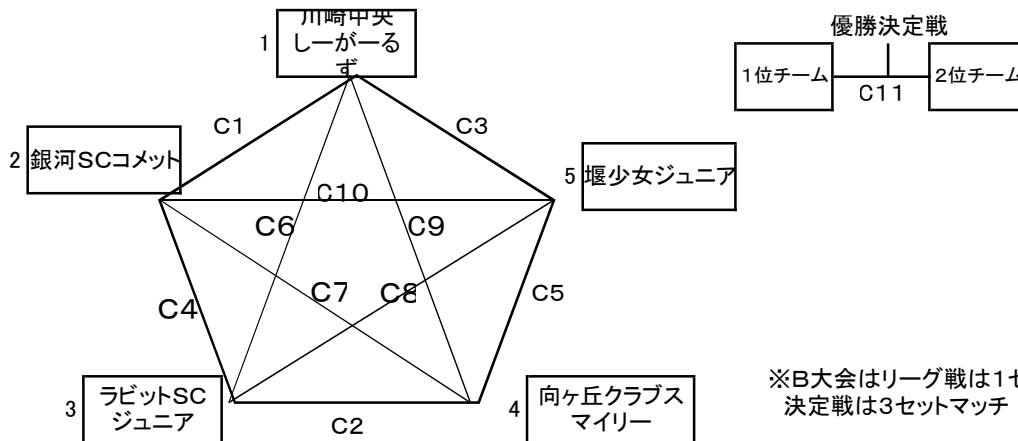 川崎中央
しーがーる
ず
1
優勝決定戦
1位チーム
2位チーム
C11
C1
C3
2
銀河SCコメット
5
堰少女ジュニア
C10
C6
C9
C7
C8
C4
C5
3
ラビットSC
ジュニア
4
向ヶ丘クラブス
マイリー
C2
※B大会はリーグ戦は1セ
決定戦は3セットマッチ